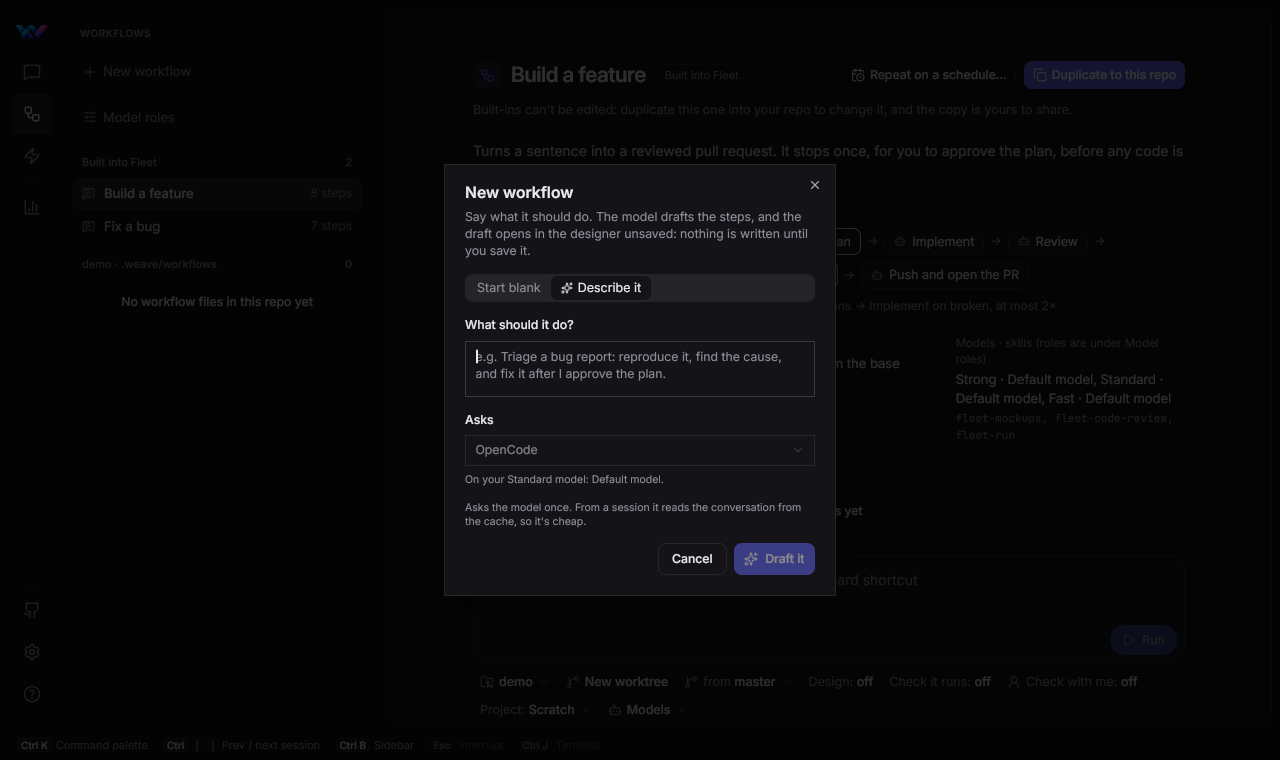 WORKFLOWS
New workflow
Model roles
Built into Fleet 2
Build a feature 8 steps
Fix a bug 7 steps
demo · .weave/workflows 0
No workflow files in this repo yet
Build a feature Built into Fleet Repeat on a schedule... Duplicate to this repo
Built-ins can't be edited: duplicate this one into your repo to change it, and the copy is yours to share.
Turns a sentence into a reviewed pull request. It stops once, for you to approve the plan, before any code is
Implement Review
Push and open the PR
→ Implement on broken, at most 2×
Models · skills (roles are under Model
roles)
the base
Strong · Default model, Standard ·
Default model, Fast · Default model
fleet-mockups, fleet-code-review,
fleet-run
yet
shortcut
Run
New workflow
Say what it should do. The model drafts the steps, and the
draft opens in the designer unsaved: nothing is written until
you save it.
Start blank Describe it
What should it do?
e.g. Triage a bug report: reproduce it, find the cause,
and fix it after I approve the plan.
Asks
OpenCode
On your Standard model: Default model.
Asks the model once. From a session it reads the conversation from
the cache, so it's cheap.
Cancel Draft it
demo New worktree from master Design: off Check it runs: off Check with me: off
Project: Scratch Models
Ctrl K Command palette Ctrl [ ] Prev / next session Ctrl B Sidebar Esc Interrupt Ctrl J Terminal